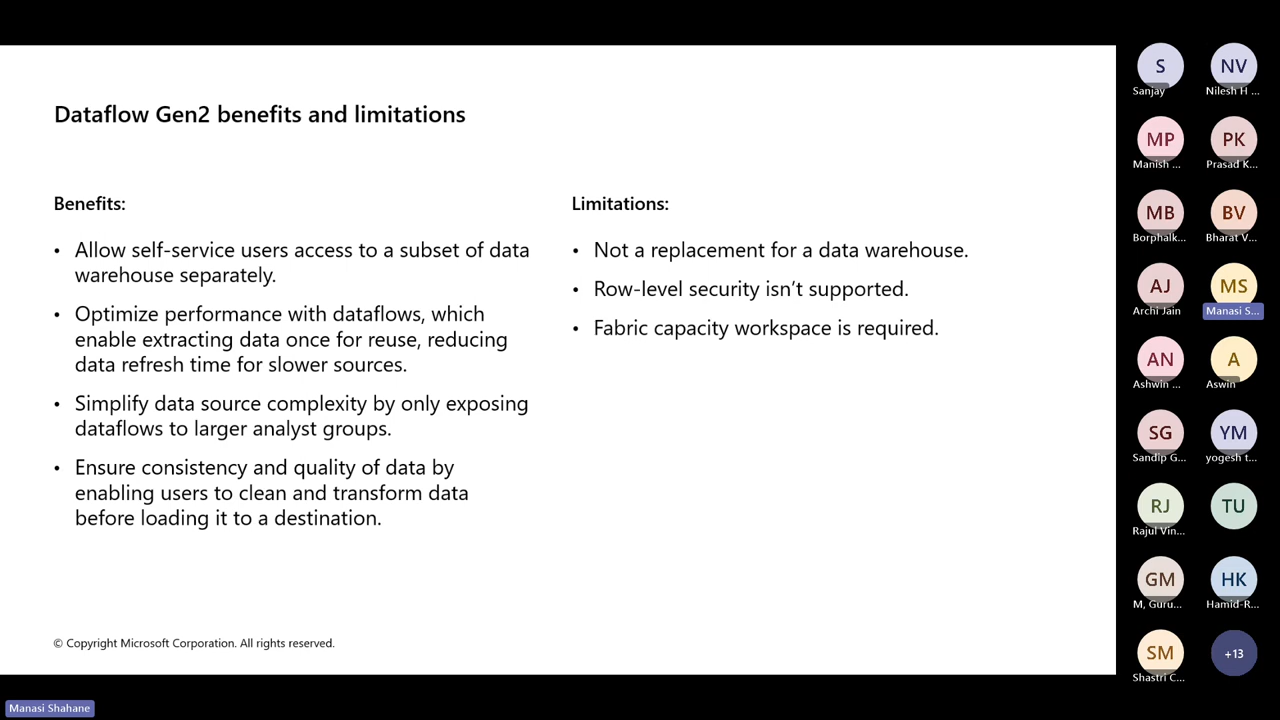 Dataflow Gen2 benefits and limitations
Benefits:
• Allow self-service users access to a subset of data
warehouse separately.
• Optimize performance with dataflows, which
enable extracting data once for reuse, reducing
data refresh time for slower sources.
• Simplify data source complexity by only exposing
dataflows to larger analyst groups.
• Ensure consistency and quality of data by
enabling users to clean and transform data
before loading it to a destination.
Limitations:
• Not a replacement for a data warehouse.
• Row-level security isn’t supported.
• Fabric capacity workspace is required.
© Copyright Microsoft Corporation. All rights reserved.
S
Sanjay
NV
Nilesh H ...
MP
Manish ...
PK
Prasad K...
MB
Borphalk...
BV
Bharat V...
AJ
Archi Jain
MS
Manasi S...
AN
Ashwin ...
A
Aswin
SG
Sandip G...
YM
yogesh t...
RJ
Rajul Vin...
TU
GM
M, Guru...
HK
Hamid-R...
SM
Shastri C...
+13
Manasi Shahane